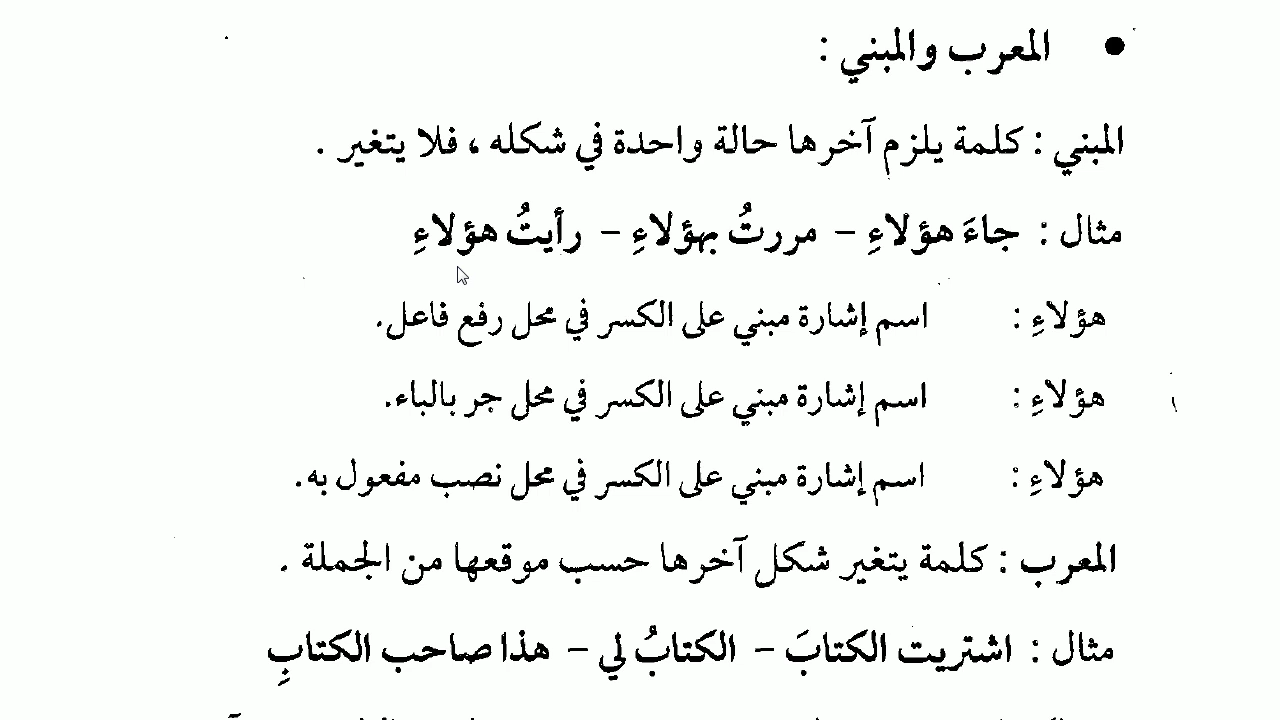 • المعرب والمبني :
المبني : كلمة يلزم آخرها حالة واحدة في شكله ، فلا يتغير .
مثال : جاءَ هؤلاءِ – مررتُ بهؤلاءِ – رأيتُ هؤلاءِ
هؤلاءِ : اسم إشارة مبني على الكسر في محل رفع فاعل.
هؤلاءِ : اسم إشارة مبني على الكسر في محل جر بالباء.
هؤلاءِ : اسم إشارة مبني على الكسر في محل نصب مفعول به.
المعرب : كلمة يتغير شكل آخرها حسب موقعها من الجملة .
مثال : اشتريت الكتابَ – الكتابُ لي – هذا صاحب الكتابِ